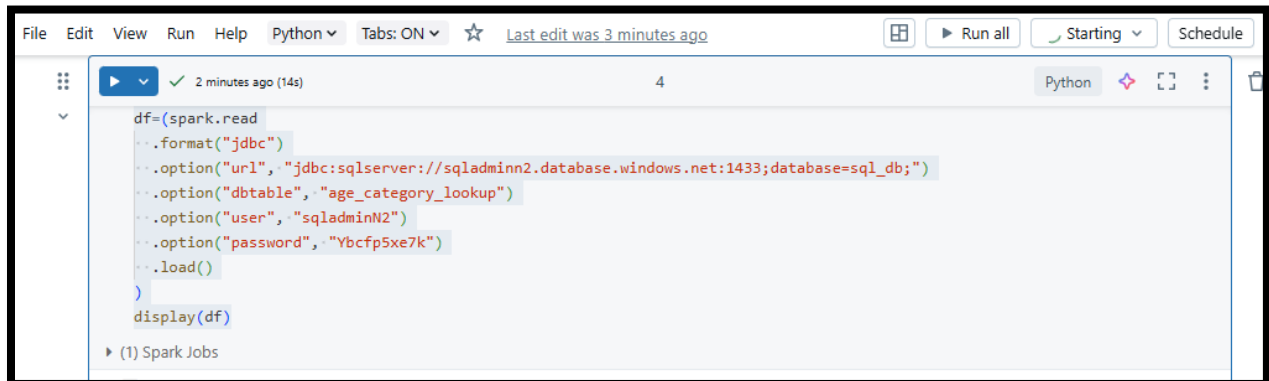 File Edit View Run Help Python Tabs: ON Last edit was 3 minutes ago Run all Starting Schedule
2 minutes ago (14s) 4 Python
df=(spark.read
.format("jdbc")
.option("url", "jdbc:sqlserver://sqladminn2.database.windows.net:1433;database=sql_db;")
.option("dbtable", "age_category_lookup")
.option("user", "sqladminN2")
.option("password", "Ybcfp5xe7k")
.load()
)
display(df)
(1) Spark Jobs